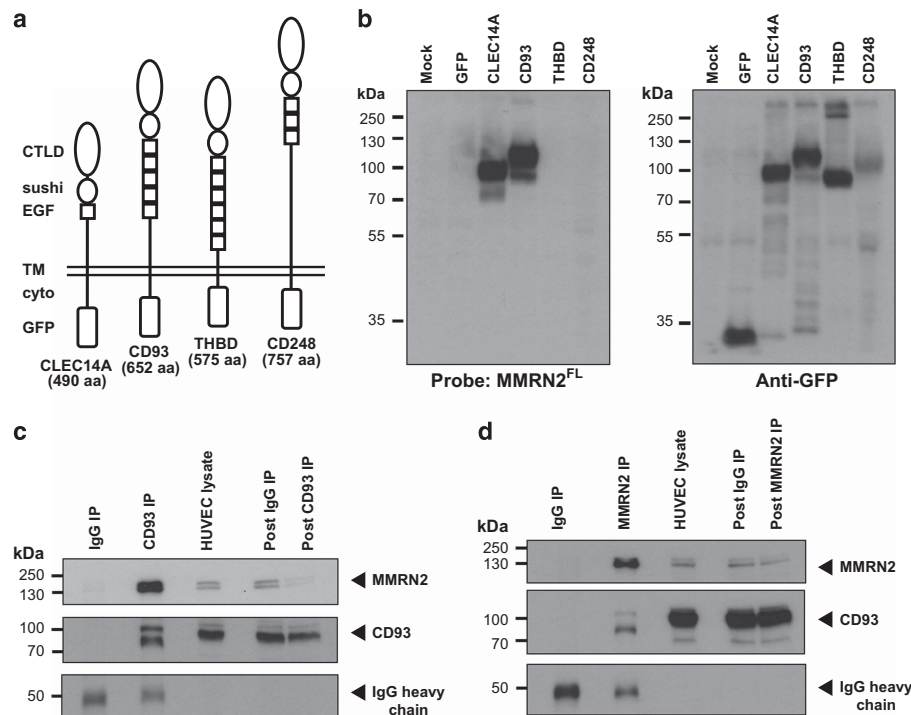 a
CTLD
sushi
EGF
TM
cyto
GFP
CLEC14A
(490 aa)
CD93
(652 aa)
THBD
(575 aa)
CD248
(757 aa)
b
Mock
GFP
CLEC14A
CD93
THBD
CD248
kDa
250
130
100
70
55
35
Probe: MMRN2FL
Mock
GFP
CLEC14A
CD93
THBD
CD248
kDa
250
130
100
70
55
35
Anti-GFP
c
IgG IP
CD93 IP
HUVEC lysate
Post IgG IP
Post CD93 IP
kDa
250
130
MMRN2
100
70
CD93
50
IgG heavy
chain
d
IgG IP
MMRN2 IP
HUVEC lysate
Post IgG IP
Post MMRN2 IP
kDa
250
130
MMRN2
100
70
CD93
50
IgG heavy
chain